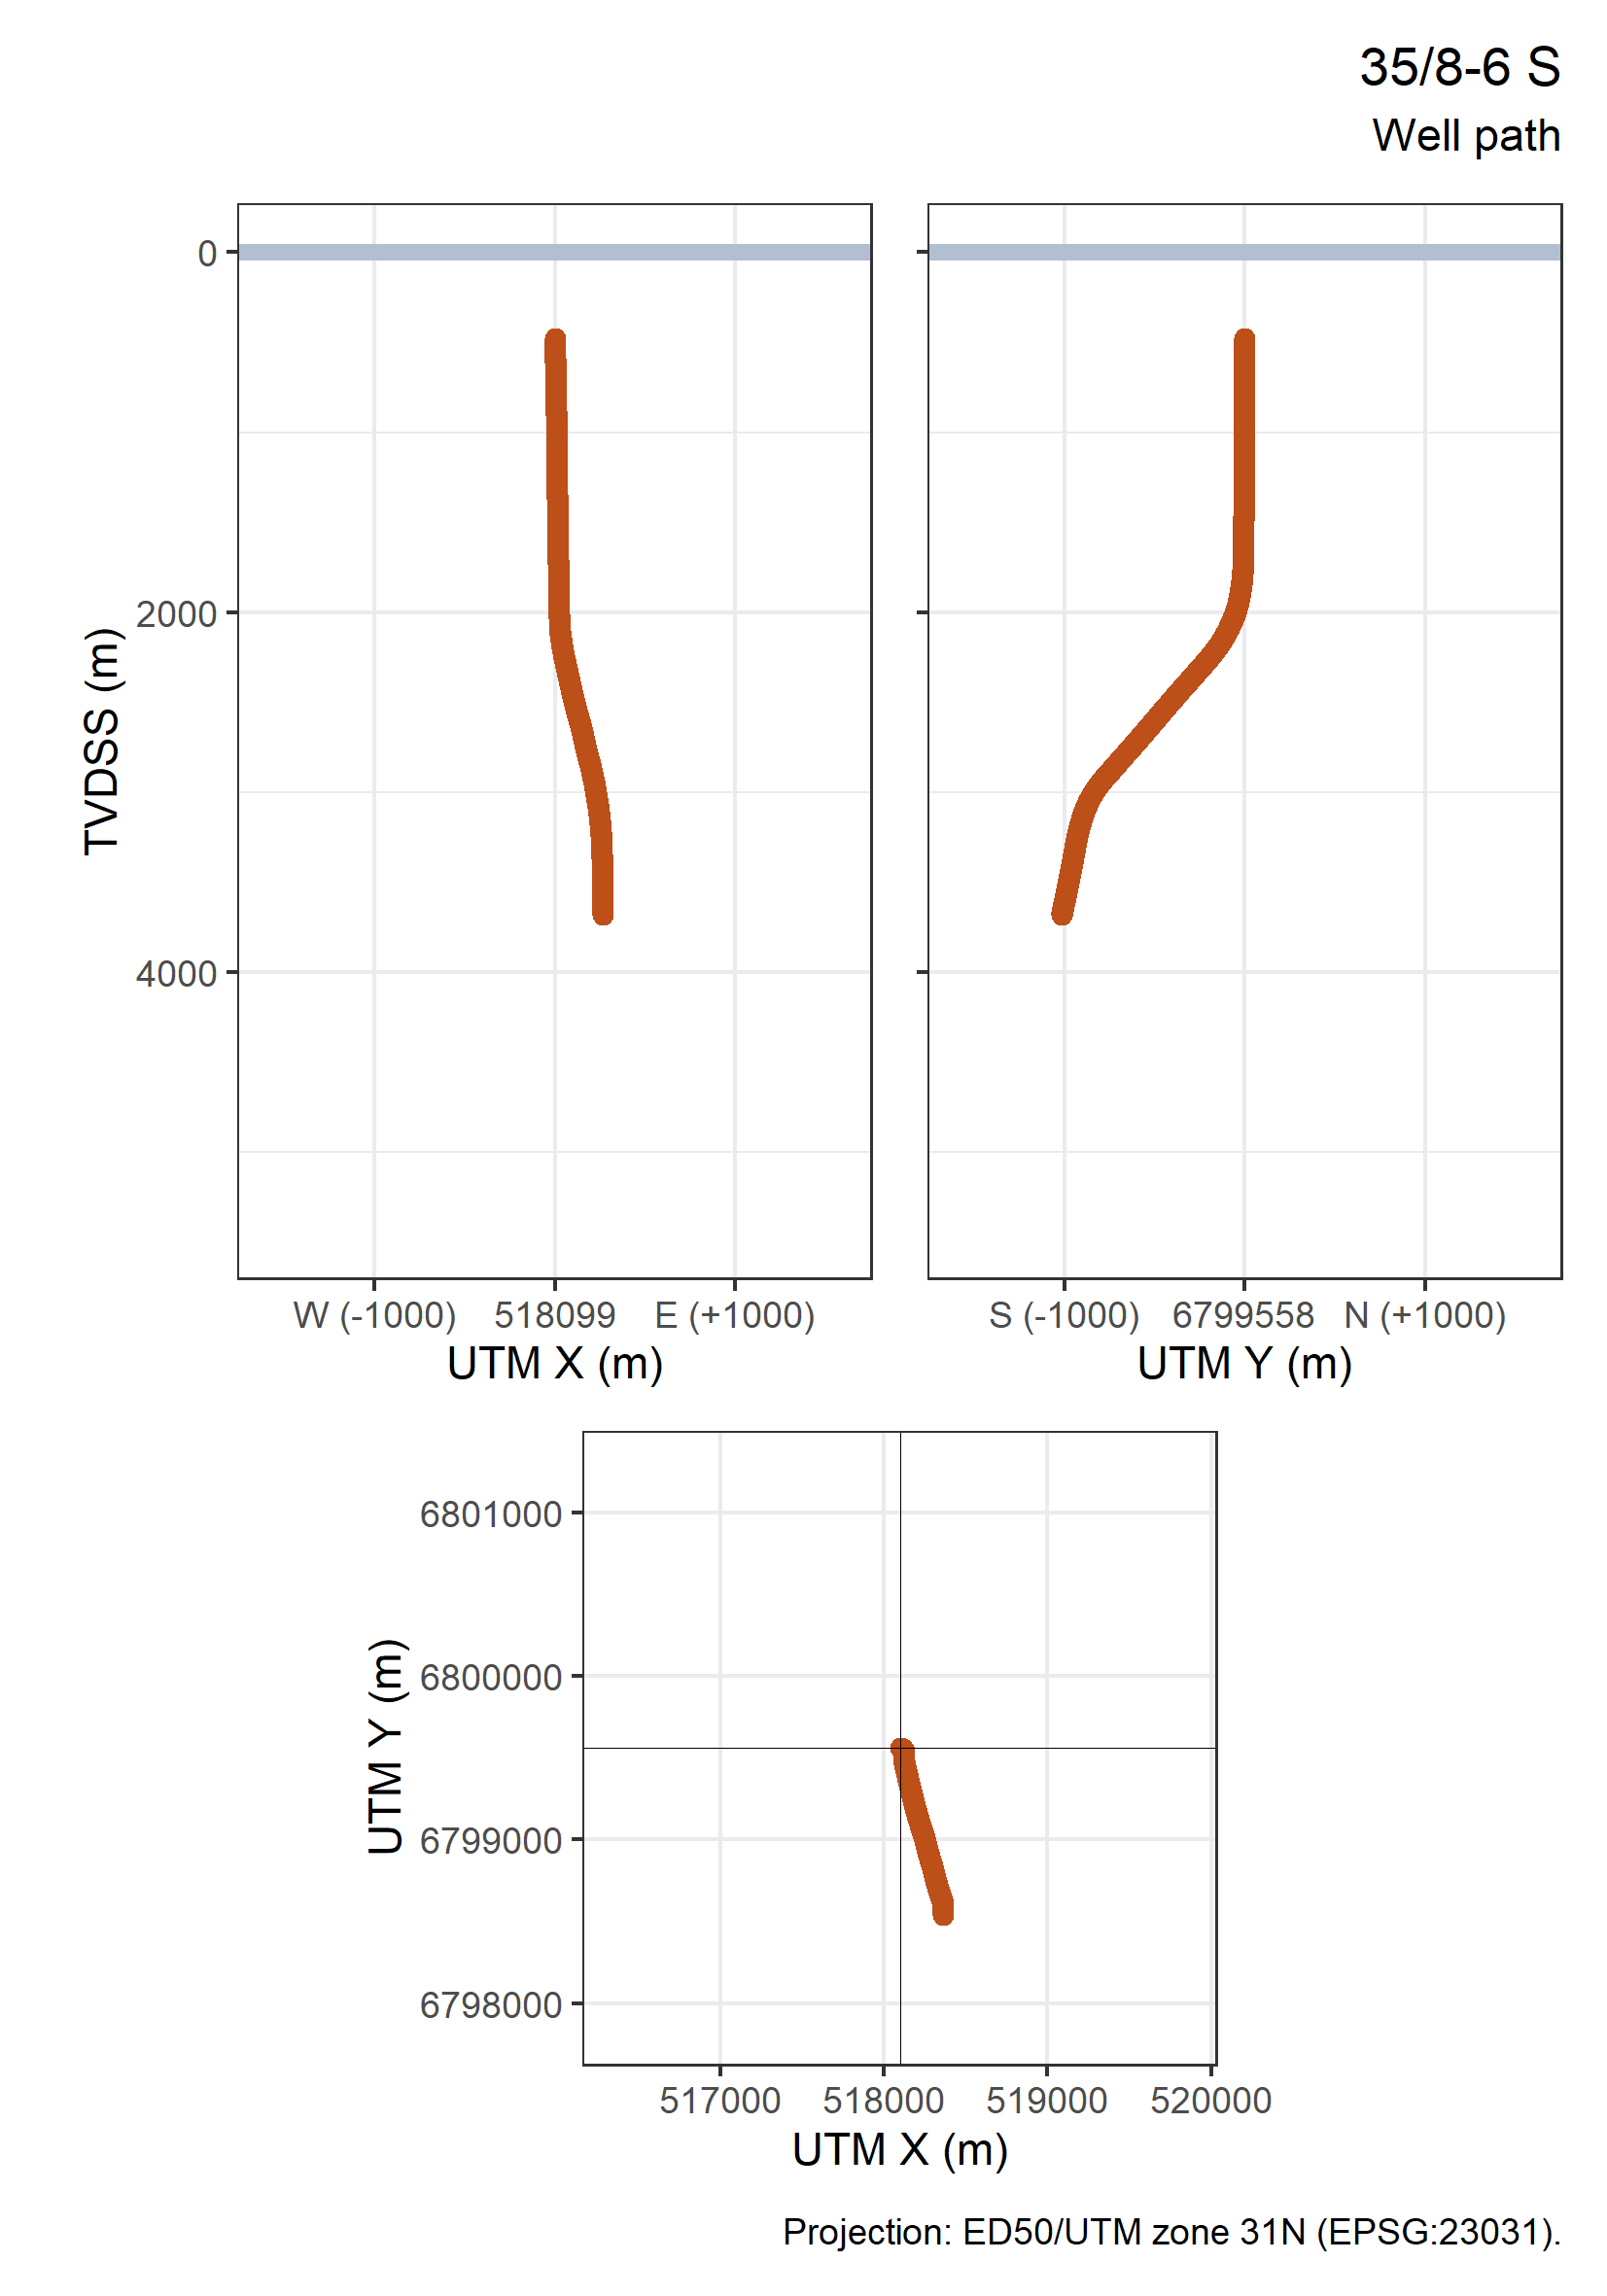 35/8-6 S
Well path
TVDSS (m)
0
2000
4000
W (-1000) 518099 E (+1000)
UTM X (m)
S (-1000) 6799558 N (+1000)
UTM Y (m)
UTM Y (m)
6801000
6800000
6799000
6798000
517000 518000 519000 520000
UTM X (m)
Projection: ED50/UTM zone 31N (EPSG:23031).